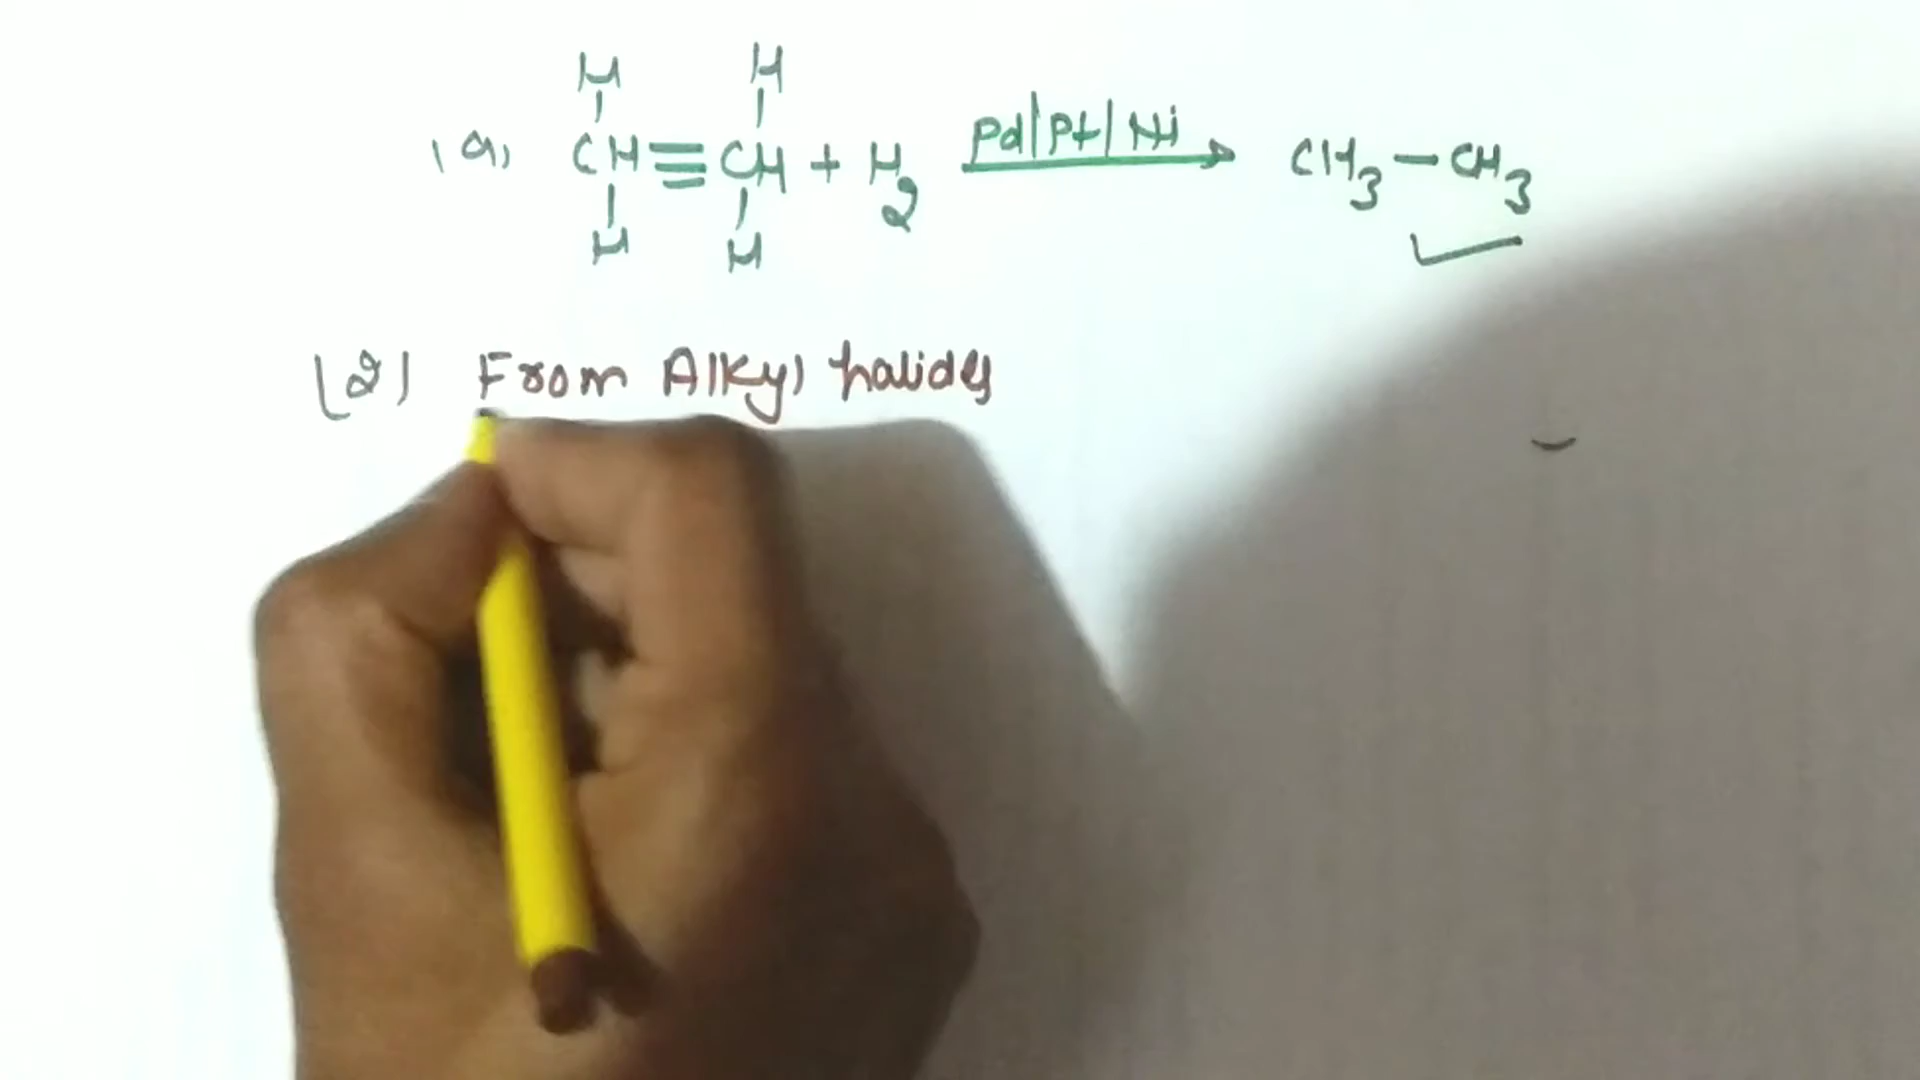 H H
(a) CH≡CH + H2 Pd|Pt|Ni → CH3–CH3
H H
(2) From Alkyl halides